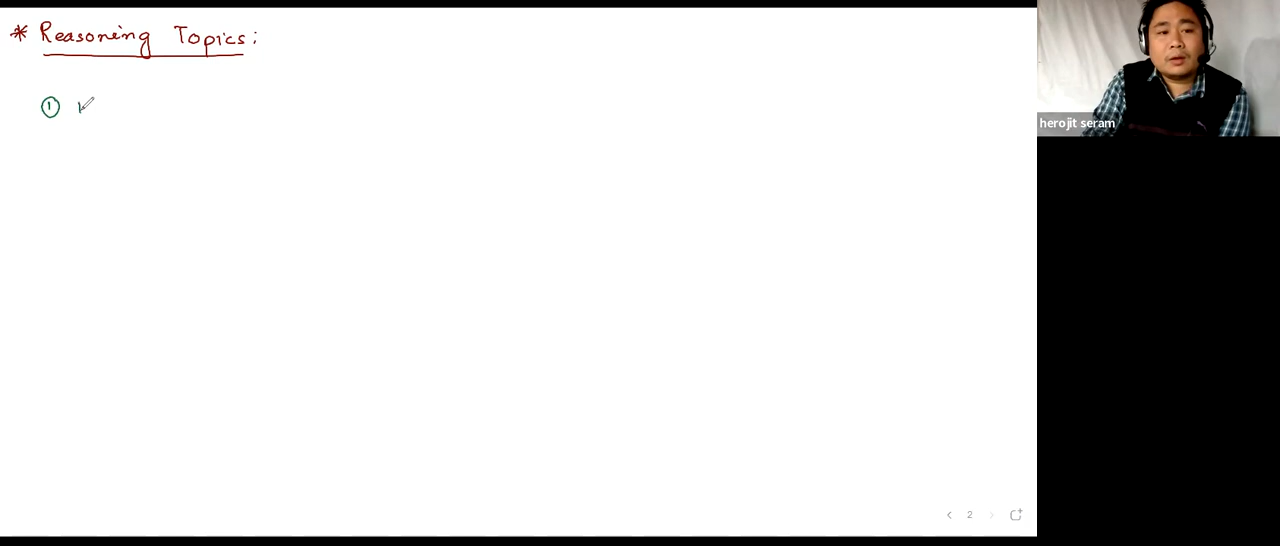 * Reasoning Topics:
①
herojit seram
2